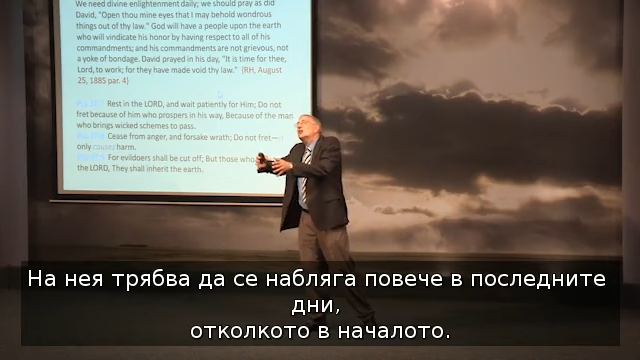 We need divine enlightenment daily; we should pray as did
David, "Open thou mine eyes that I may behold wondrous
things out of thy law." God will have a people upon the earth
who will vindicate his honor by having respect to all of his
commandments; and his commandments are not grievous, not
a yoke of bondage. David prayed in his day, "It is time for thee,
Lord, to work; for they have made void thy law." {RH, August
25, 1885 par. 4}
Rest in the LORD, and wait patiently for Him; Do not
fret because of him who prospers in his way, Because of the man
who brings wicked schemes to pass.
Cease from anger, and forsake wrath; Do not fret—
only causes harm.
For evildoers shall be cut off; But those who
the LORD, They shall inherit the earth.
На нея трябва да се набляга повече в последните
дни,
отколкото в началото.